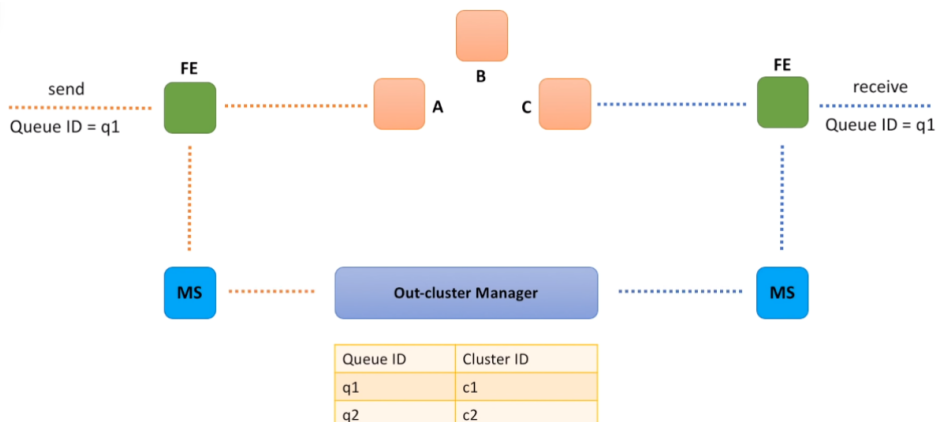 send
Queue ID = q1
FE
A
B
C
FE
receive
Queue ID = q1
MS
Out-cluster Manager
MS
Queue ID Cluster ID
q1 c1
q2 c2